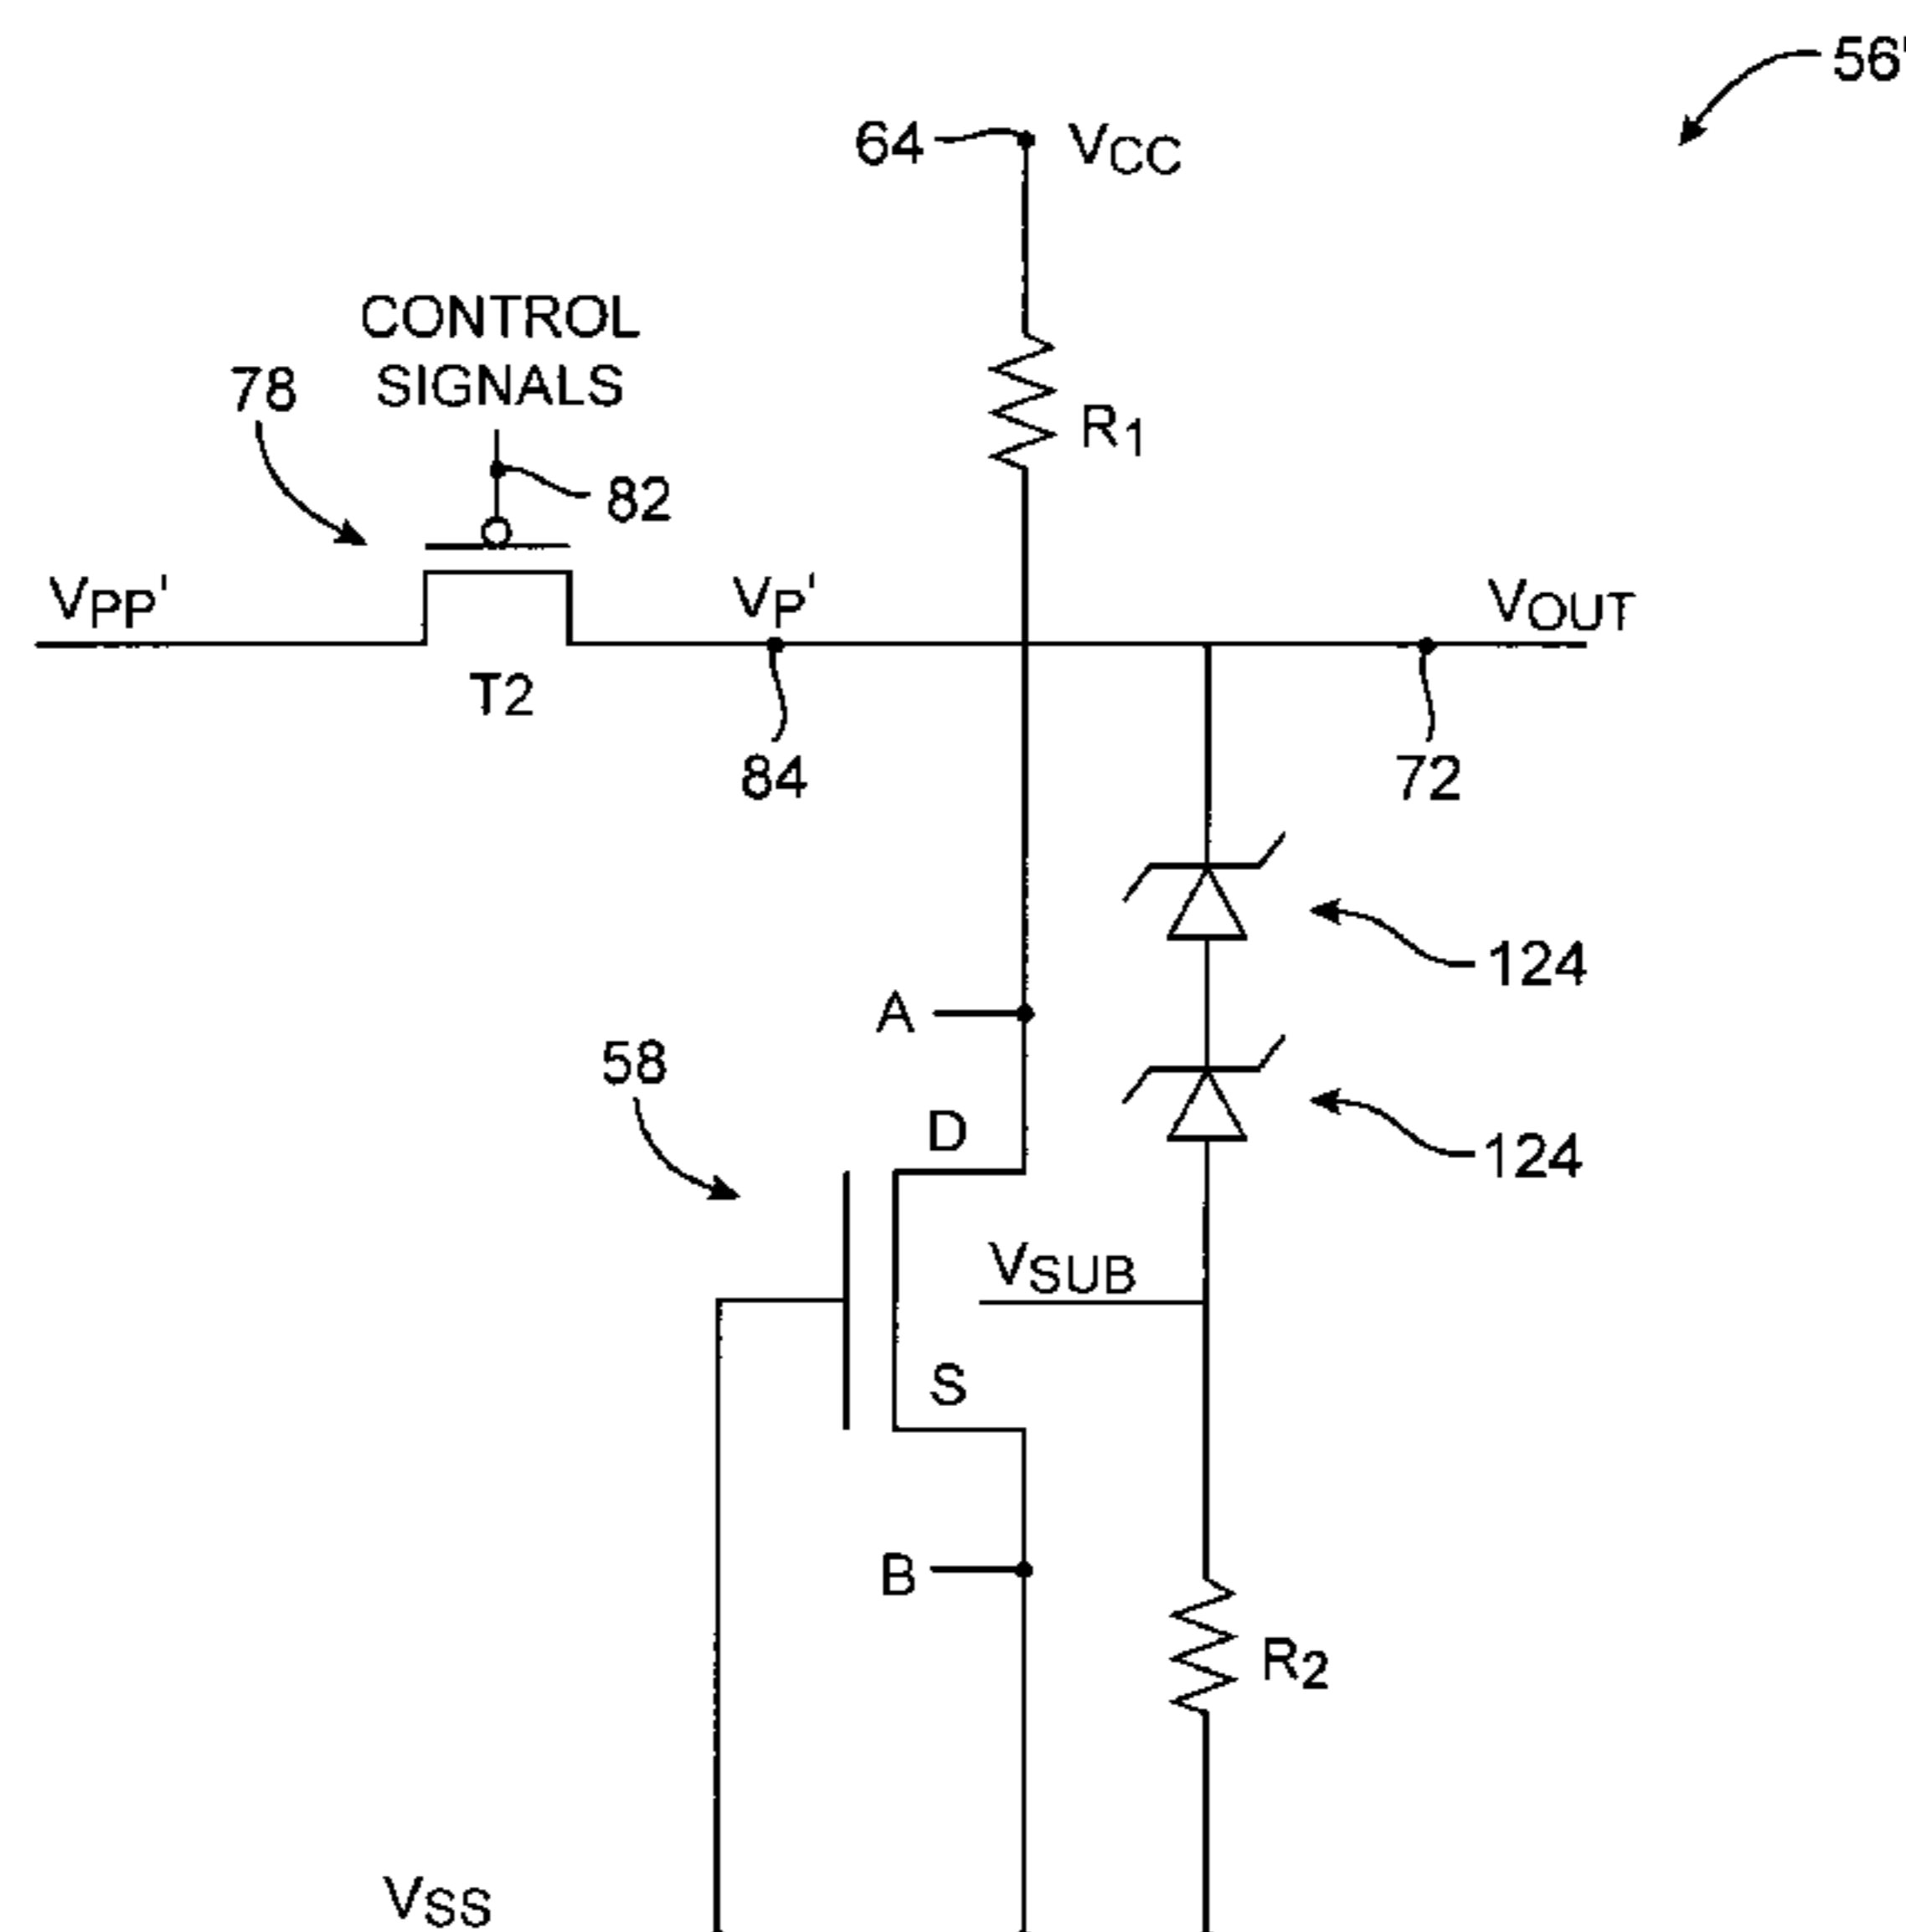 56'
64 VCC
CONTROL
SIGNALS
78
R1
82
VPP' VP' VOUT
T2
84 72
124
A
58
D
124
VSUB
S
B
R2
VSS